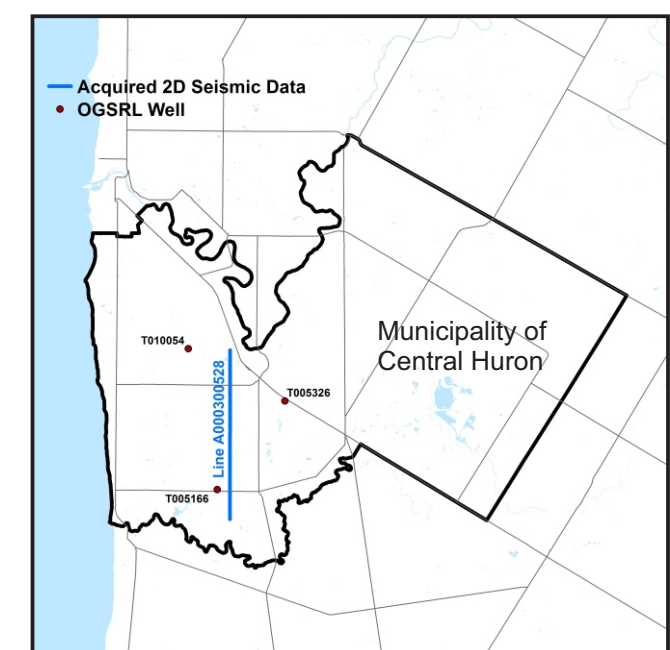 Acquired 2D Seismic Data
OGSRL Well
Municipality of
Central Huron
T010054
Line A000300528
T005326
T005166